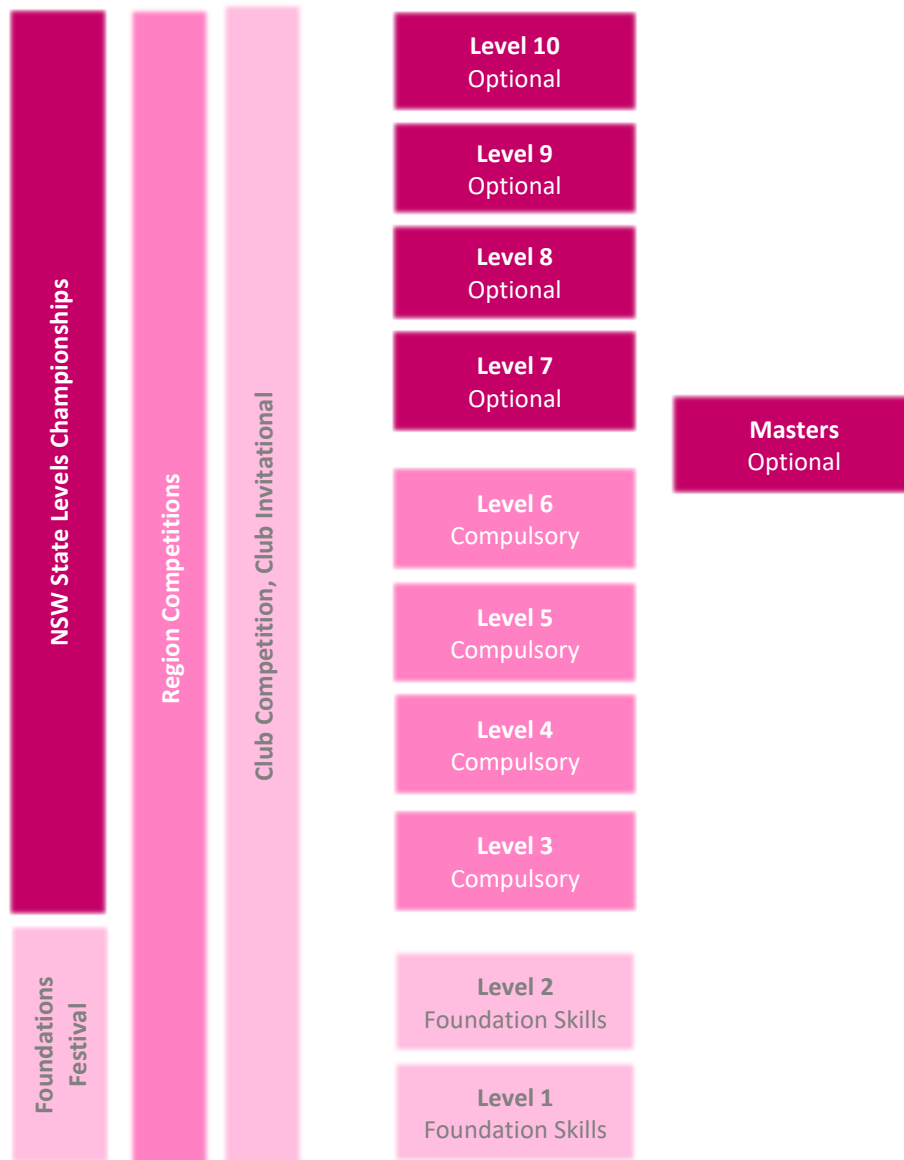 NSW State Levels Championships
Foundations
Festival
Region Competitions
Club Competition, Club Invitational
Level 10
Optional
Level 9
Optional
Level 8
Optional
Level 7
Optional
Masters
Optional
Level 6
Compulsory
Level 5
Compulsory
Level 4
Compulsory
Level 3
Compulsory
Level 2
Foundation Skills
Level 1
Foundation Skills